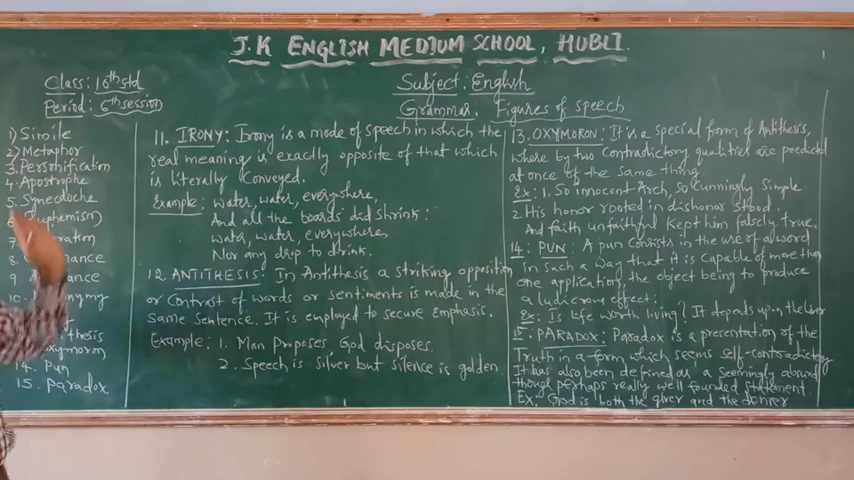 J.K ENGLISH MEDIUM SCHOOL, HUBLI.
Class: 10th std
Period: 6th session
Subject: English
Grammar, Figures of speech
1) Simile
2) Metaphor
3. Personification
4. Apostrophe
5. Synecdoche
15. Paradox
14. Pun
11. IRONY: Irony is a mode of speech in which the
real meaning is exactly opposite of that which
is literally Conveyed.
Example: water, water, everywhere,
And all the boards did shrink:
water, water, everywhere,
Nor any drop to drink.
12. ANTITHESIS: In Antithesis a striking opposition
or Contrast of words or sentiments is made in the
same sentence. It is employed to secure emphasis.
Example: 1. Man Proposes God disposes.
2. Speech is silver but silence is golden.
13. OXYMORON: It is a special form of Antithesis,
where by two Contradictory qualities are predicted
at once of the same thing.
Ex: 1. So innocent Arch, so Cunningly Simple
2. His honor rooted in dishonor stood
And faith unfaithful Kept him falsely true.
14: PUN: A pun Consists in the use of a word
in such a way that it is capable of more than
one application, the object being to produce
a ludicrous effect:
Ex: Is Life worth living? It depends upon the liver
15. PARADOX: Paradox is a presentation of the
Truth in a form which seems self-contradictory
It has also been defined as a seemingly absurd
though perhaps really well founded statement
Ex: God is both the giver and the